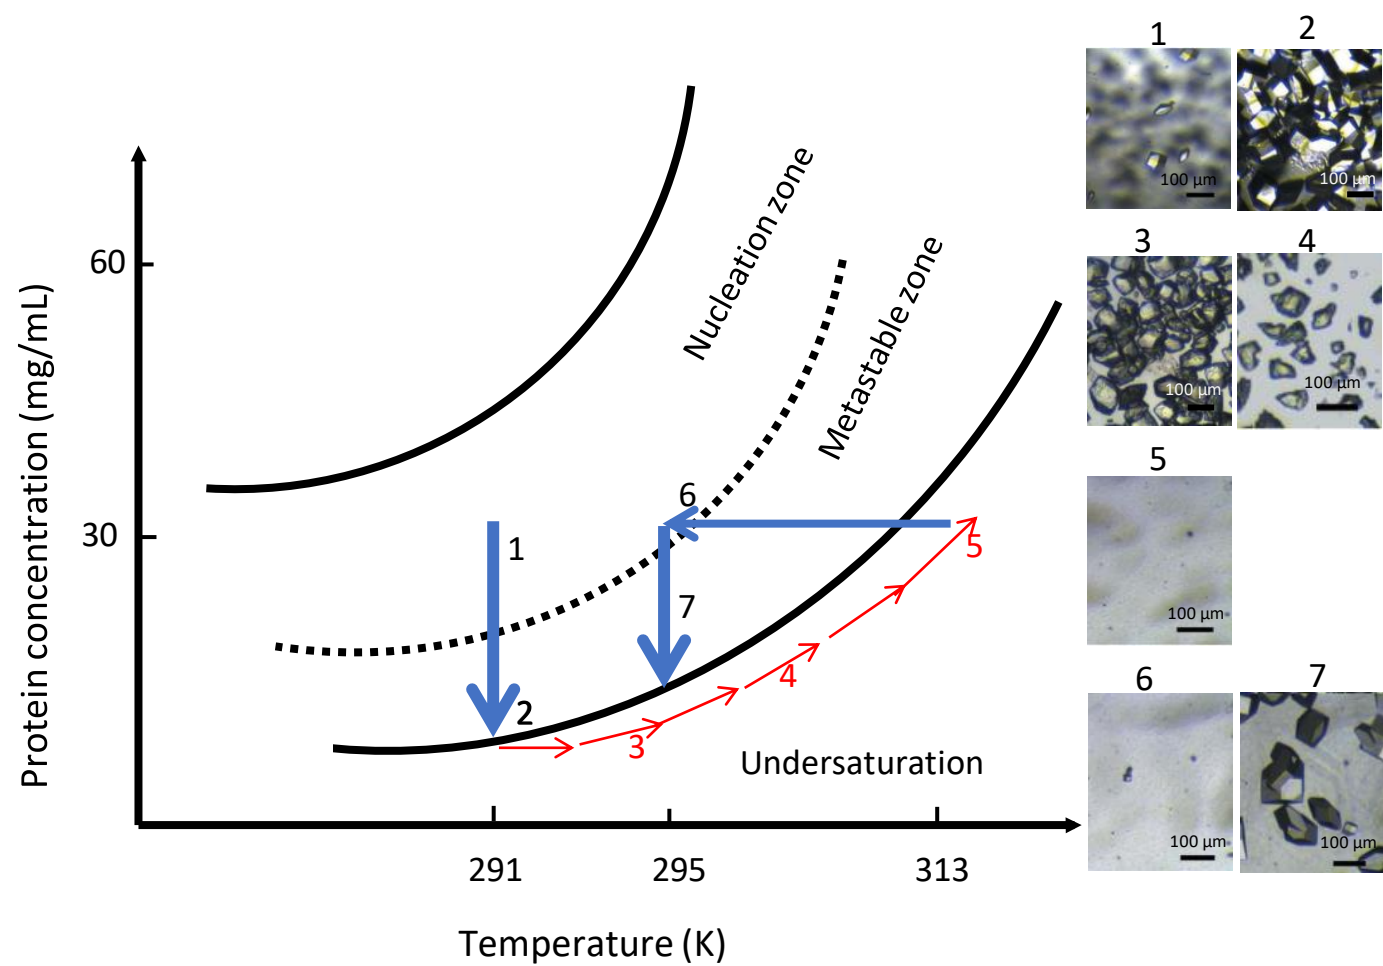 Protein concentration (mg/mL)
60
30
Nucleation zone
Metastable zone
1
2
3
4
5
6
7
Undersaturation
291
295
313
Temperature (K)
1
100 µm
2
100 µm
3
100 µm
4
100 µm
5
100 µm
6
100 µm
7
100 µm